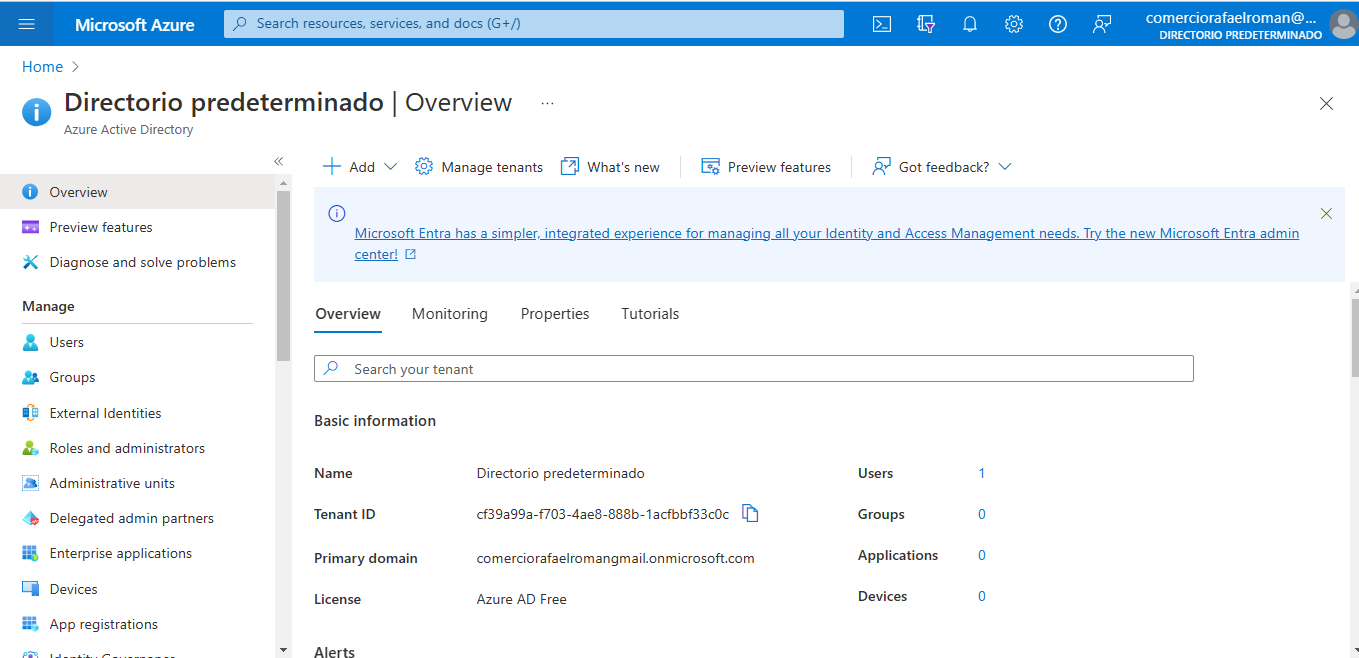 Microsoft Azure
Search resources, services, and docs (G+/)
comerciorafaelroman@...
DIRECTORIO PREDETERMINADO
Home
Directorio predeterminado | Overview ...
Azure Active Directory
Add
Manage tenants
What's new
Preview features
Got feedback?
Overview
Preview features
Diagnose and solve problems
Manage
Users
Groups
External Identities
Roles and administrators
Administrative units
Delegated admin partners
Enterprise applications
Devices
App registrations
Identity Governance
Microsoft Entra has a simpler, integrated experience for managing all your Identity and Access Management needs. Try the new Microsoft Entra admin
center!
Overview Monitoring Properties Tutorials
Search your tenant
Basic information
Name Directorio predeterminado Users 1
Tenant ID cf39a99a-f703-4ae8-888b-1acfbbf33c0c Groups 0
Primary domain comerciorafaelromangmail.onmicrosoft.com Applications 0
License Azure AD Free Devices 0
Alerts